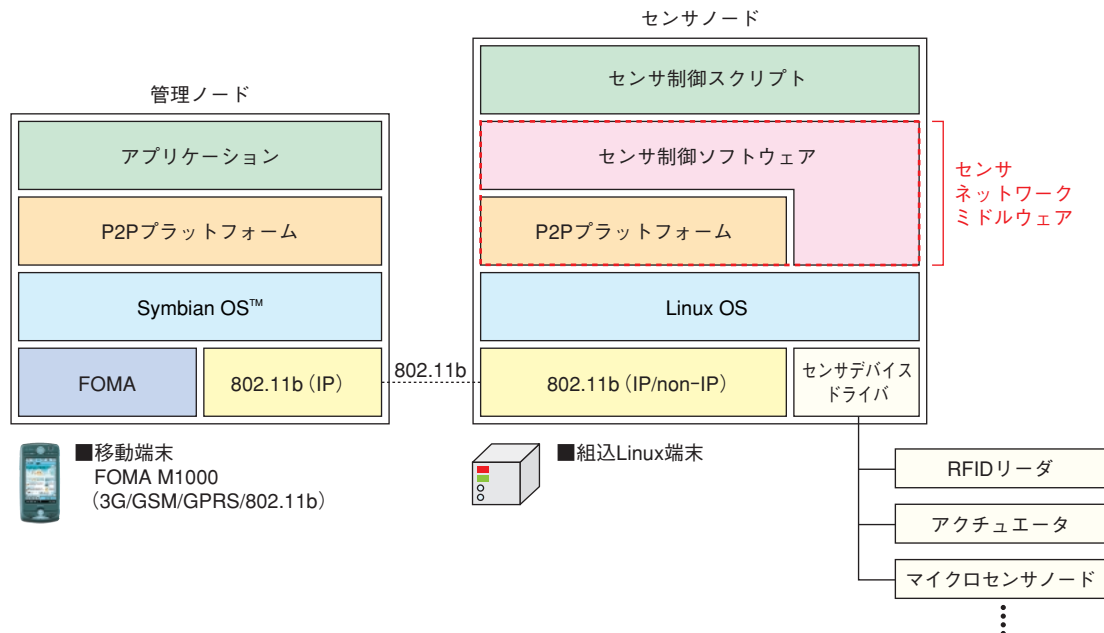 管理ノード
アプリケーション
P2Pプラットフォーム
Symbian OS™
FOMA
802.11b（IP）
802.11b
センサノード
センサ制御スクリプト
センサ制御ソフトウェア
P2Pプラットフォーム
Linux OS
802.11b（IP/non-IP）
センサデバイス
ドライバ
センサ
ネットワーク
ミドルウェア
■移動端末
FOMA M1000
（3G/GSM/GPRS/802.11b）
■組込Linux端末
RFIDリーダ
アクチュエータ
マイクロセンサノード